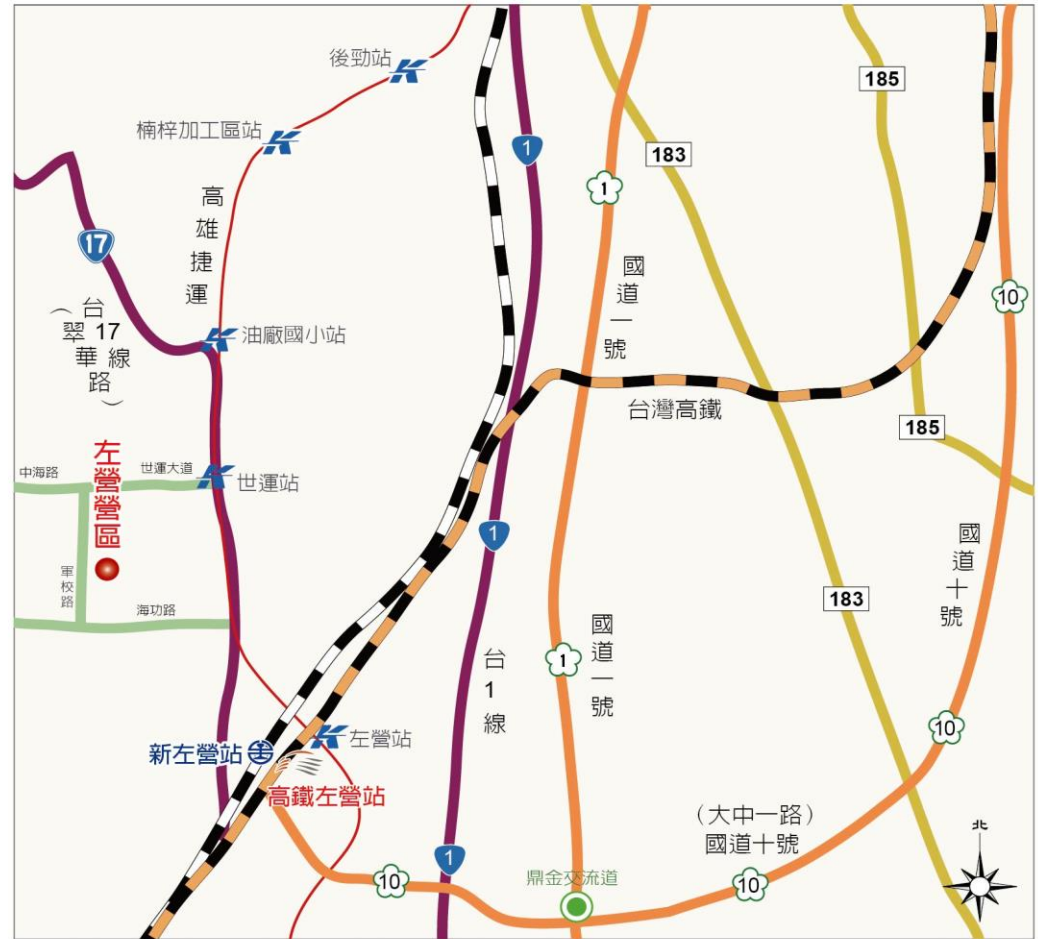 後勁站
185
楠梓加工區站
1
183
高雄捷運
1
17
國道一號
10
(台17線
翠華路)
油廠國小站
台灣高鐵
185
左營營區
中海路
世運大道
世運站
1
國道十號
軍校路
183
海功路
台1線
國道一號
1
10
新左營站
左營站
高鐵左營站
(大中一路)
國道十號
北
1
10
鼎金交流道
10